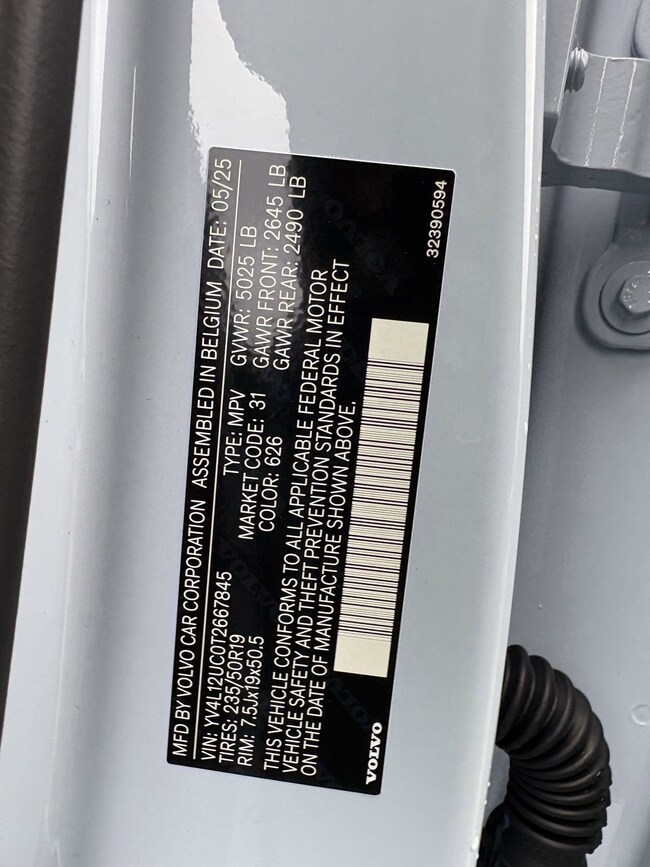 MFD BY VOLVO CAR CORPORATION ASSEMBLED IN BELGIUM DATE: 05/25
VIN: YV4L12UC0T2667845 TYPE: MPV GVWR: 5025 LB
TIRES: 235/50R19 MARKET CODE: 31 GAWR FRONT: 2645 LB
RIM: 7.5Jx19x50.5 COLOR: 626 GAWR REAR: 2490 LB
THIS VEHICLE CONFORMS TO ALL APPLICABLE FEDERAL MOTOR
VEHICLE SAFETY AND THEFT PREVENTION STANDARDS IN EFFECT
ON THE DATE OF MANUFACTURE SHOWN ABOVE.
VOLVO
32390594